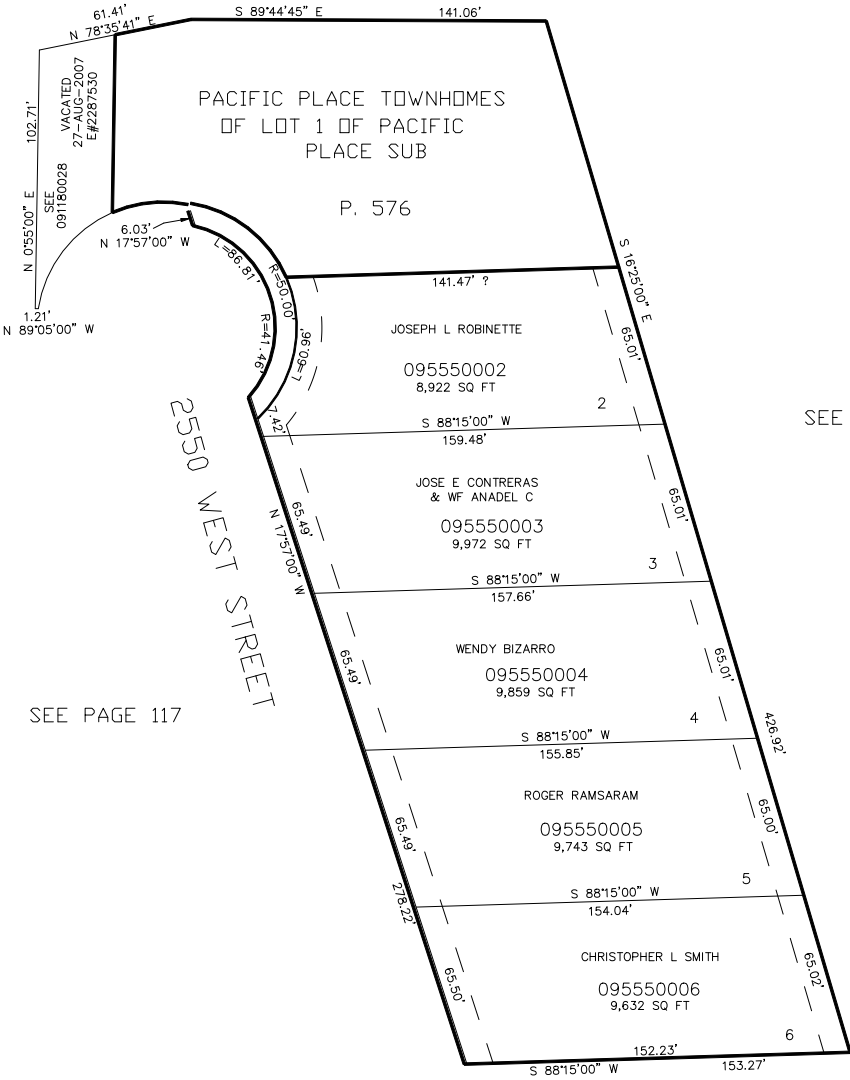 61.41'
N 78°35'41" E
S 89°44'45" E
141.06'
102.71'
N 0°55'00" E
VACATED
27-AUG-2007
E#2287530
SEE
091180028
PACIFIC PLACE TOWNHOMES
OF LOT 1 OF PACIFIC
PLACE SUB
P. 576
6.03'
N 17°57'00" W
1.21'
N 89°05'00" W
L=86.81'
R=50.00'
R=41.46'
L=60.96'
7.42'
S 16°25'00" E
141.47' ?
65.01'
JOSEPH L ROBINETTE
095550002
8,922 SQ FT
2
S 88°15'00" W
159.48'
SEE
2550 WEST STREET
JOSE E CONTRERAS
& WF ANADEL C
095550003
9,972 SQ FT
65.49'
N 17°57'00" W
65.01'
3
S 88°15'00" W
157.66'
WENDY BIZARRO
095550004
9,859 SQ FT
65.49'
65.01'
4
S 88°15'00" W
155.85'
426.92'
SEE PAGE 117
ROGER RAMSARAM
095550005
9,743 SQ FT
65.49'
65.00'
5
278.22'
S 88°15'00" W
154.04'
CHRISTOPHER L SMITH
095550006
9,632 SQ FT
65.50'
65.02'
6
152.23'
S 88°15'00" W
153.27'